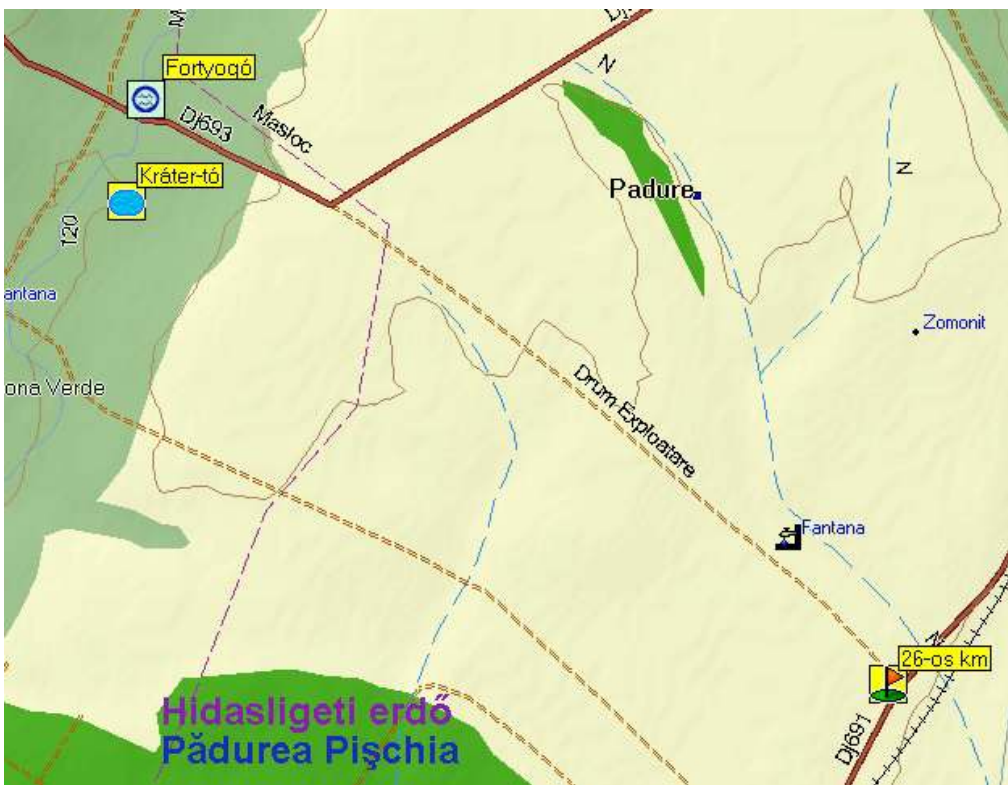 Fortyogó
Dj693
Masloc
Kráter-tó
120
N
Padure
N
antana
Zomonit
ona Verde
Drum Exploatare
Fantana
N
26-os km
Dj691
Hidasligeti erdő
Pădurea Pişchia